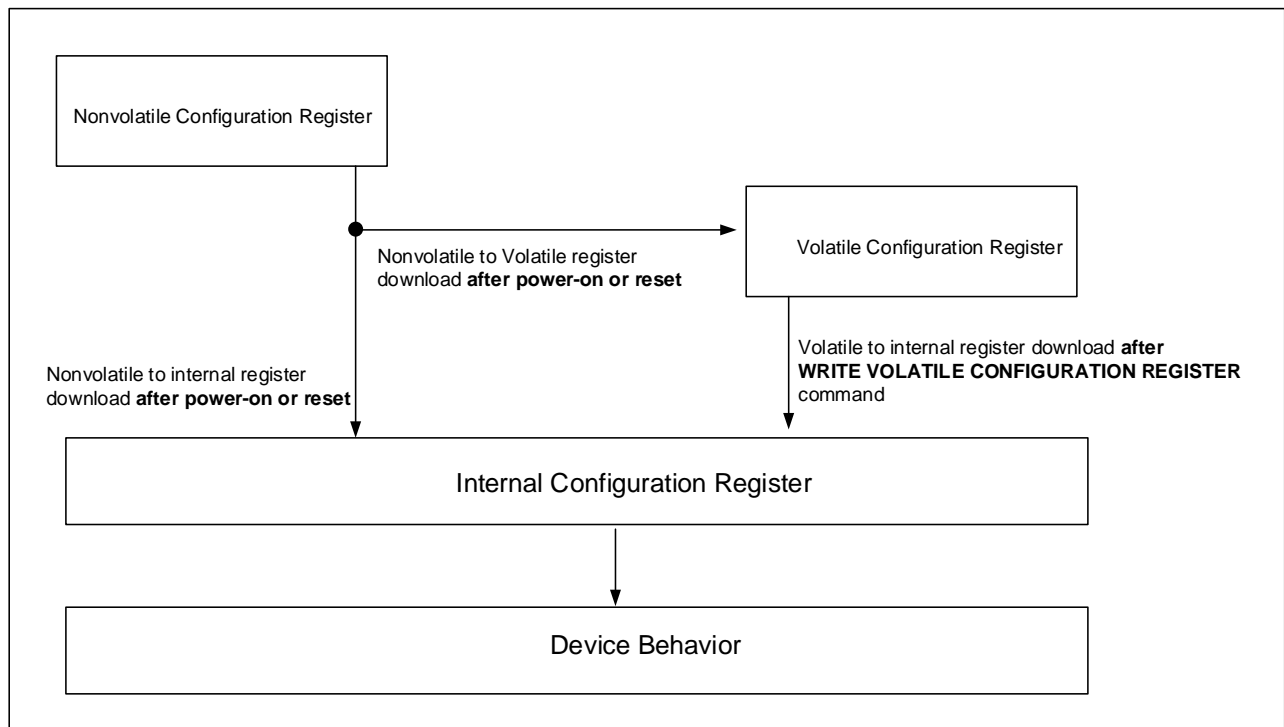 Nonvolatile Configuration Register
Volatile Configuration Register
Nonvolatile to Volatile register
download after power-on or reset
Volatile to internal register download after
WRITE VOLATILE CONFIGURATION REGISTER
command
Nonvolatile to internal register
download after power-on or reset
Internal Configuration Register
Device Behavior